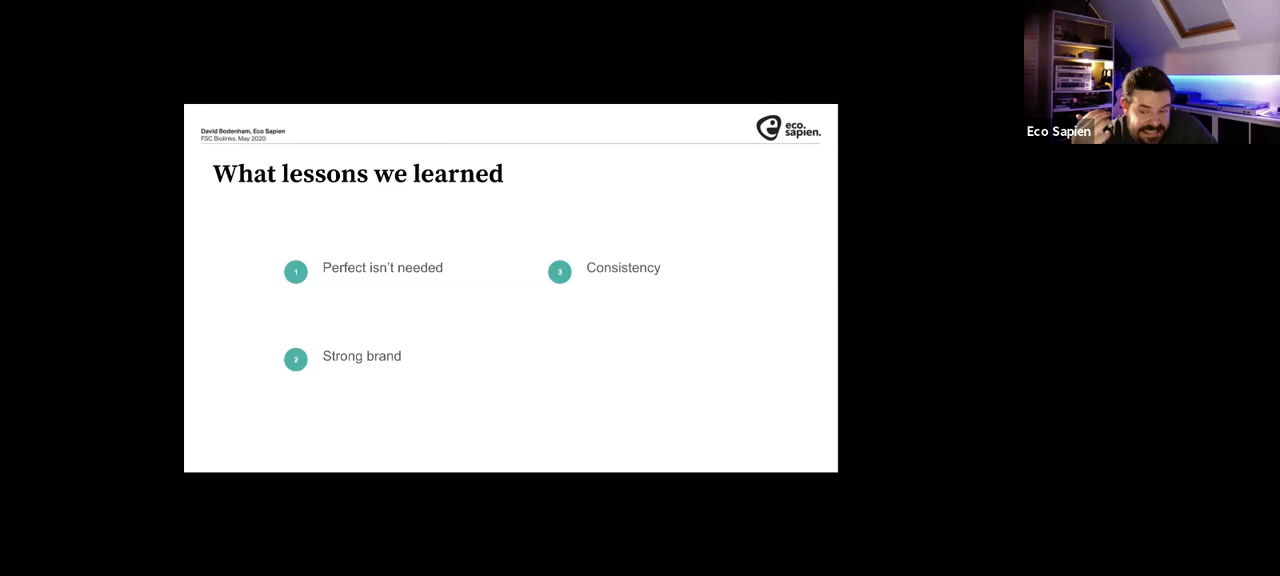 David Bodenham, Eco Sapien
FSC Biolinks, May 2020
eco.
sapien.
What lessons we learned
1 Perfect isn't needed
3 Consistency
2 Strong brand
Eco Sapien